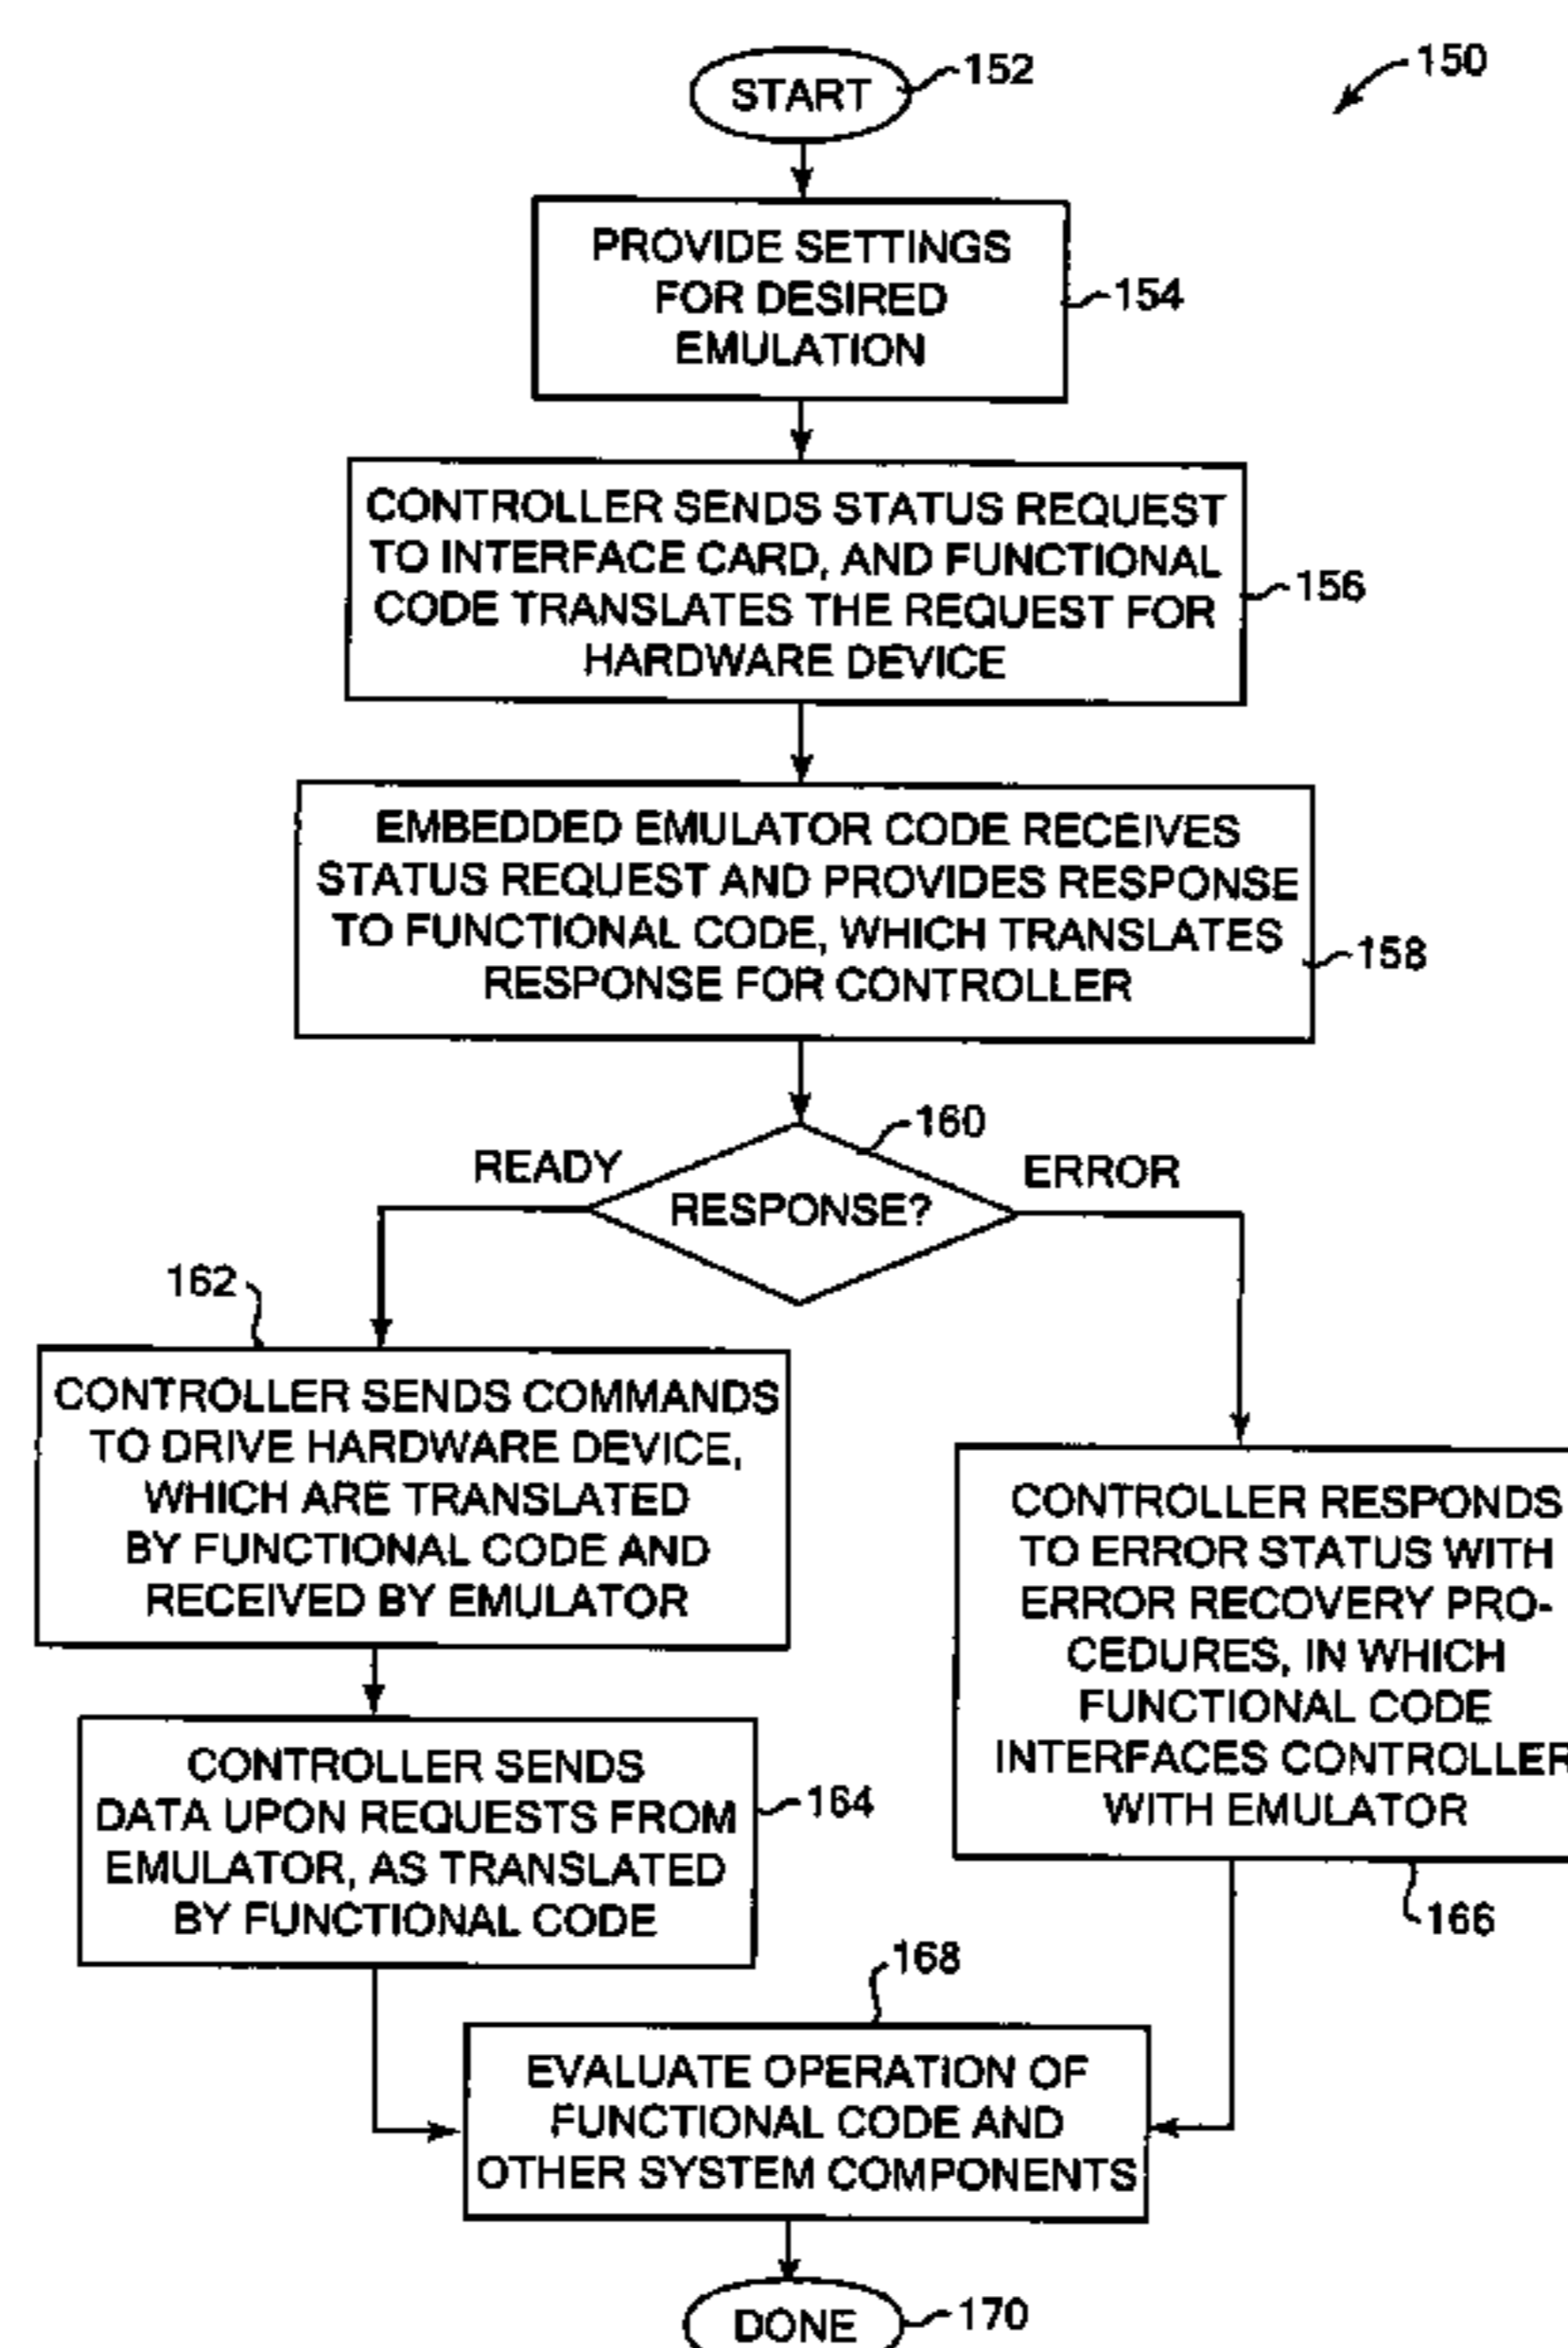 START
152
150
PROVIDE SETTINGS
FOR DESIRED
EMULATION
154
CONTROLLER SENDS STATUS REQUEST
TO INTERFACE CARD, AND FUNCTIONAL
CODE TRANSLATES THE REQUEST FOR
HARDWARE DEVICE
156
EMBEDDED EMULATOR CODE RECEIVES
STATUS REQUEST AND PROVIDES RESPONSE
TO FUNCTIONAL CODE, WHICH TRANSLATES
RESPONSE FOR CONTROLLER
158
160
READY
RESPONSE?
ERROR
162
CONTROLLER SENDS COMMANDS
TO DRIVE HARDWARE DEVICE,
WHICH ARE TRANSLATED
BY FUNCTIONAL CODE AND
RECEIVED BY EMULATOR
CONTROLLER RESPONDS
TO ERROR STATUS WITH
ERROR RECOVERY PRO-
CEDURES, IN WHICH
FUNCTIONAL CODE
INTERFACES CONTROLLER
WITH EMULATOR
166
CONTROLLER SENDS
DATA UPON REQUESTS FROM
EMULATOR, AS TRANSLATED
BY FUNCTIONAL CODE
164
168
EVALUATE OPERATION OF
FUNCTIONAL CODE AND
OTHER SYSTEM COMPONENTS
DONE
170